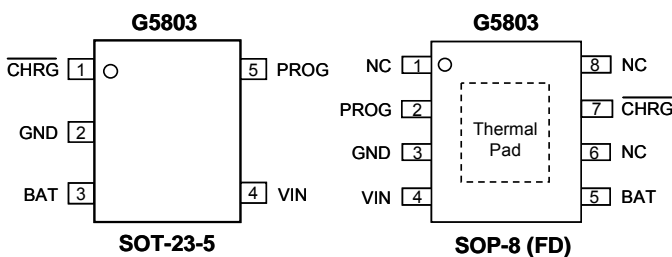 G5803
CHRG 1
5 PROG
GND 2
BAT 3
4 VIN
SOT-23-5
G5803
NC 1
8 NC
PROG 2
7 CHRG
Thermal
Pad
GND 3
6 NC
VIN 4
5 BAT
SOP-8 (FD)